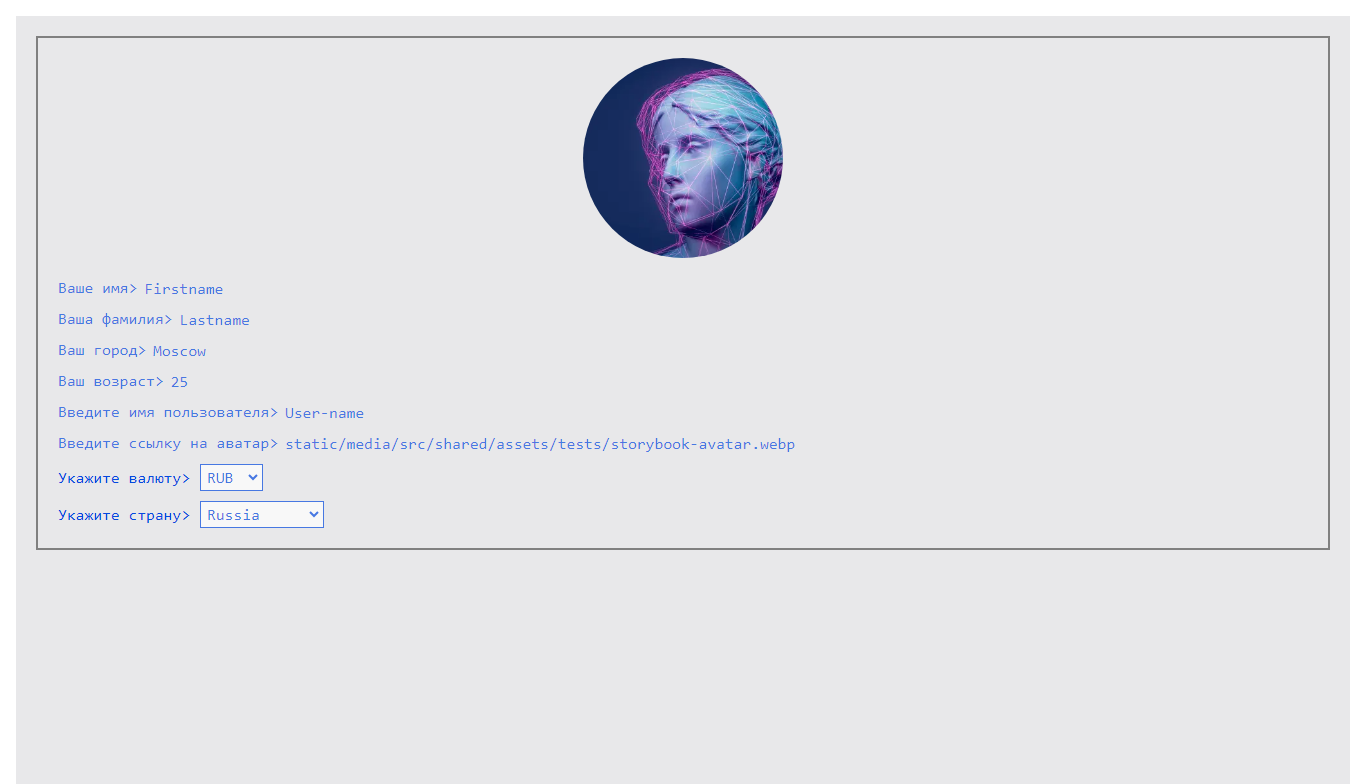 Ваше имя> Firstname
Ваша фамилия> Lastname
Ваш город> Moscow
Ваш возраст> 25
Введите имя пользователя> User-name
Введите ссылку на аватар> static/media/src/shared/assets/tests/storybook-avatar.webp
Укажите валюту> RUB
Укажите страну> Russia